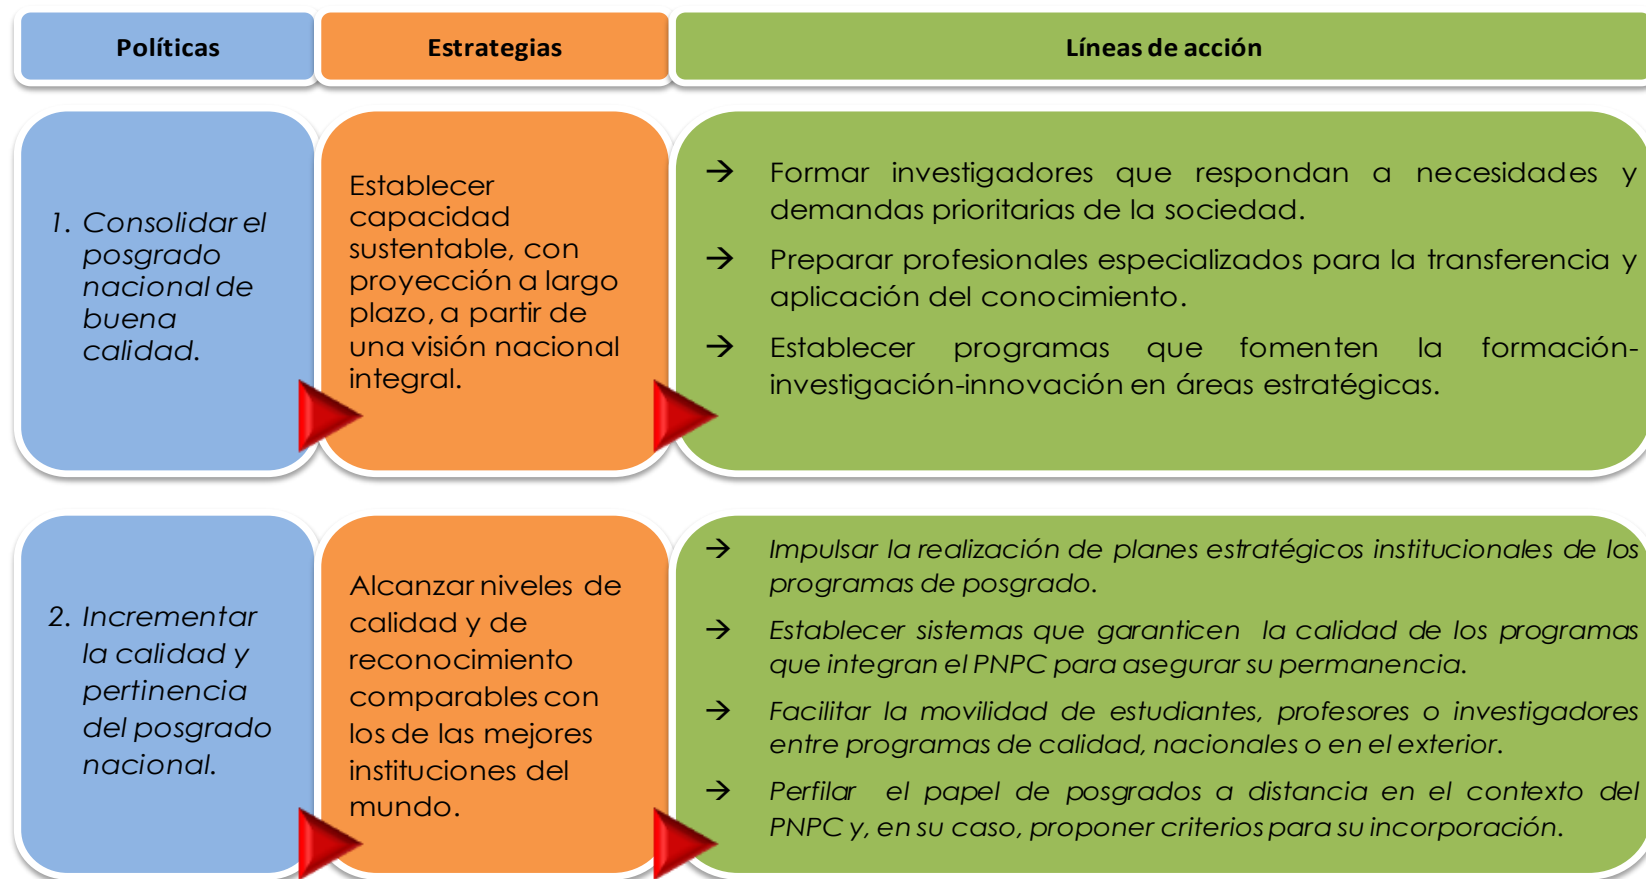 Políticas
Estrategias
Líneas de acción
1. Consolidar el
posgrado
nacional de
buena
calidad.
Establecer
capacidad
sustentable, con
proyección a largo
plazo, a partir de
una visión nacional
integral.
→ Formar investigadores que respondan a necesidades y
demandas prioritarias de la sociedad.
→ Preparar profesionales especializados para la transferencia y
aplicación del conocimiento.
→ Establecer programas que fomenten la formación-
investigación-innovación en áreas estratégicas.
2. Incrementar
la calidad y
pertinencia
del posgrado
nacional.
Alcanzar niveles de
calidad y de
reconocimiento
comparables con
los de las mejores
instituciones del
mundo.
→ Impulsar la realización de planes estratégicos institucionales de los
programas de posgrado.
→ Establecer sistemas que garanticen la calidad de los programas
que integran el PNPC para asegurar su permanencia.
→ Facilitar la movilidad de estudiantes, profesores o investigadores
entre programas de calidad, nacionales o en el exterior.
→ Perfilar el papel de posgrados a distancia en el contexto del
PNPC y, en su caso, proponer criterios para su incorporación.